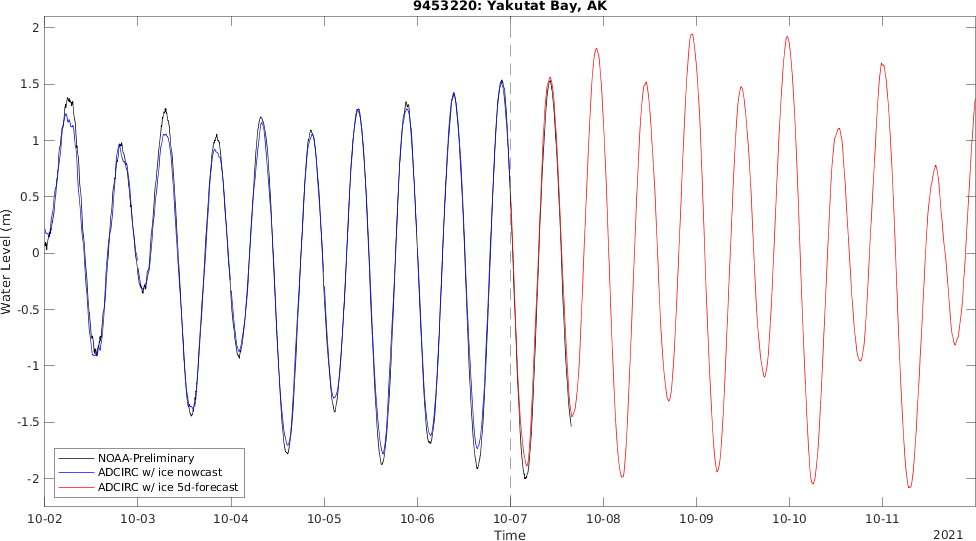 9453220: Yakutat Bay, AK
2
1.5
1
0.5
0
-0.5
-1
-1.5
-2
Water Level (m)
NOAA-Preliminary
ADCIRC w/ ice nowcast
ADCIRC w/ ice 5d-forecast
10-02 10-03 10-04 10-05 10-06 10-07 10-08 10-09 10-10 10-11
Time
2021